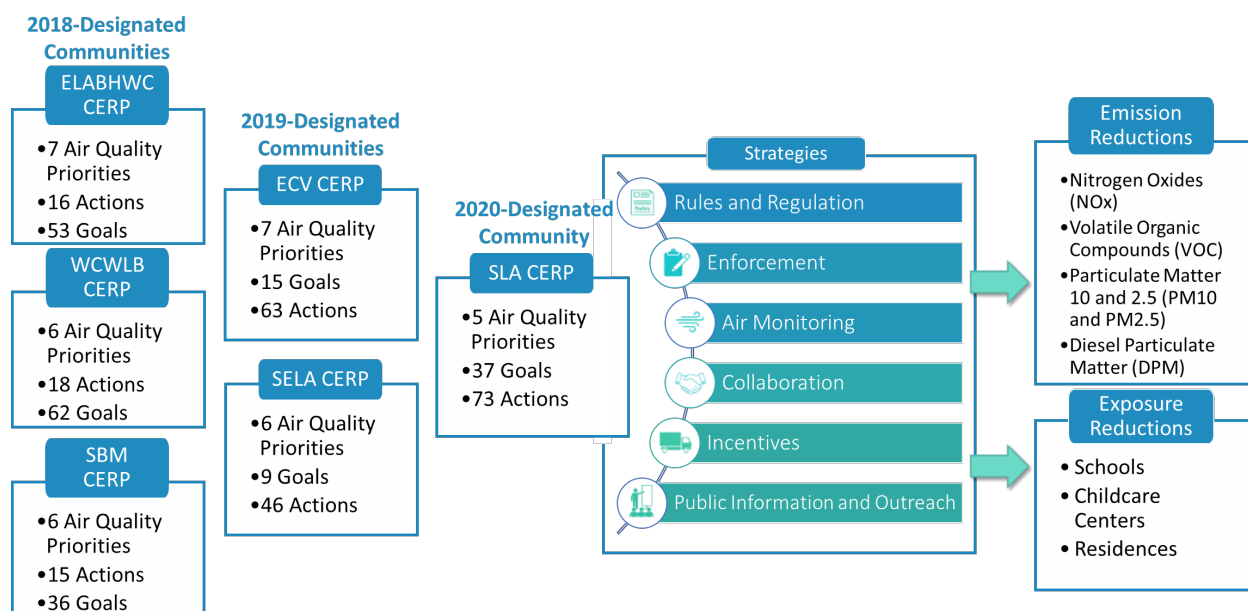 2018-Designated
Communities
ELABHWC
CERP
•7 Air Quality
Priorities
•16 Actions
•53 Goals
WCWLB
CERP
•6 Air Quality
Priorities
•18 Actions
•62 Goals
SBM
CERP
•6 Air Quality
Priorities
•15 Actions
•36 Goals
2019-Designated
Communities
ECV CERP
•7 Air Quality
Priorities
•15 Goals
•63 Actions
SELA CERP
•6 Air Quality
Priorities
•9 Goals
•46 Actions
2020-Designated
Community
SLA CERP
•5 Air Quality
Priorities
•37 Goals
•73 Actions
Strategies
Rules and Regulation
Enforcement
Air Monitoring
Collaboration
Incentives
Public Information and Outreach
Emission
Reductions
•Nitrogen Oxides
(NOx)
•Volatile Organic
Compounds (VOC)
•Particulate Matter
10 and 2.5 (PM10
and PM2.5)
•Diesel Particulate
Matter (DPM)
Exposure
Reductions
• Schools
• Childcare
Centers
• Residences